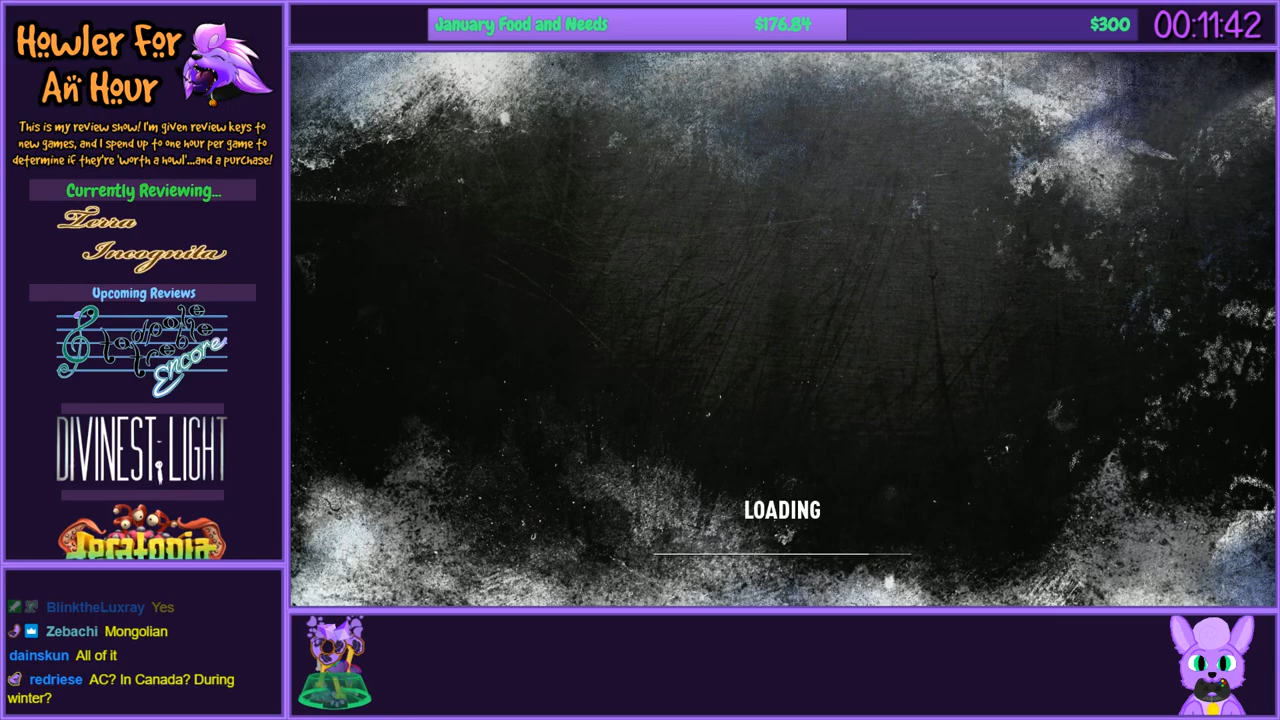 Howler For
An Hour
This is my review show! I'm given review keys to
new games, and I spend up to one hour per game to
determine if they're 'worth a howl'...and a purchase!
Currently Reviewing...
Terra
Incognita
Upcoming Reviews
Tadpole
Treble
Encore
DIVINEST LIGHT
Teratopia
BlinktheLuxray Yes
Zebachi Mongolian
dainskun All of it
redriese AC? In Canada? During
winter?
January Food and Needs $176.84 $300
00:11:42
LOADING